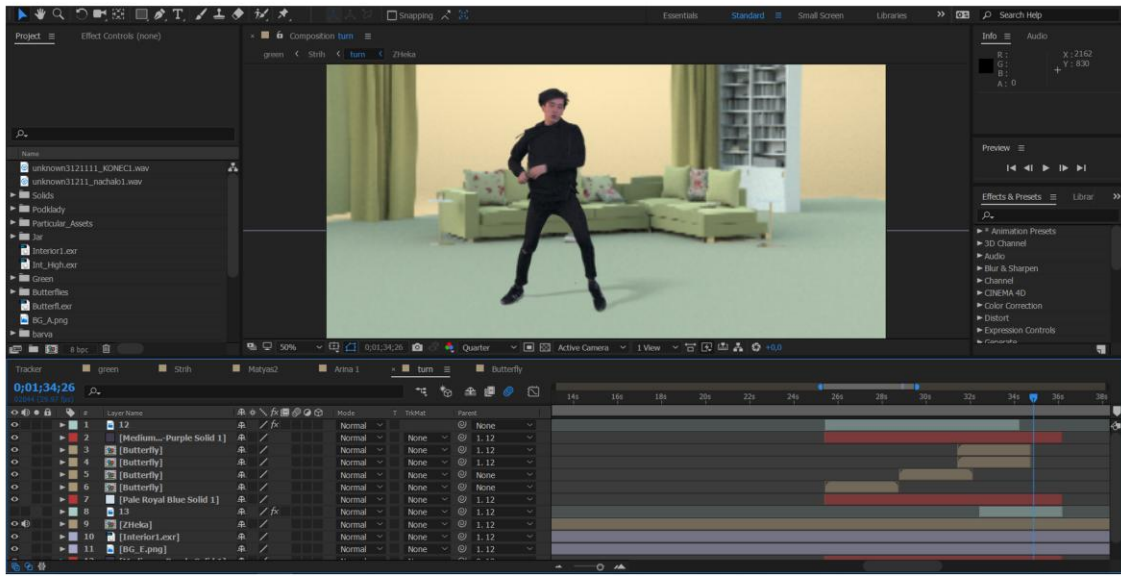 T
Snapping
Essentials
Standard
Small Screen
Libraries
Search Help
Project
Effect Controls (none)
Composition turn
green
Strih
turn
ZHeka
Info
Audio
R :
G :
B :
A : 0
X : 2162
Y : 830
Name
unknown3121111_KONEC1.wav
unknown31211_nachalo1.wav
Solids
Podklady
Particular_Assets
Jar
Interior1.exr
Int_High.exr
Green
Butterflies
Butterfl.exr
BG_A.png
barva
8 bpc
Preview
Effects & Presets
Librar
* Animation Presets
3D Channel
Audio
Blur & Sharpen
Channel
CINEMA 4D
Color Correction
Distort
Expression Controls
Generate
50%
0;01;34;26
Quarter
Active Camera
1 View
+0,0
Tracker
green
Strih
Matyas2
Arina 1
turn
Butterfly
0;01;34;26
# Layer Name
Mode
T TrkMat
Parent
14s 16s 18s 20s 22s 24s 26s 28s 30s 32s 34s 36s 38s
1 12 Normal None
2 [Medium...-Purple Solid 1] Normal None 1. 12
3 [Butterfly] Normal None 1. 12
4 [Butterfly] Normal None 1. 12
5 [Butterfly] Normal None 1. 12
6 [Butterfly] Normal None 1. 12
7 [Pale Royal Blue Solid 1] Normal None 1. 12
8 13 Normal None 1. 12
9 [ZHeka] Normal None 1. 12
10 [Interior1.exr] Normal None 1. 12
11 [BG_E.png] Normal None 1. 12